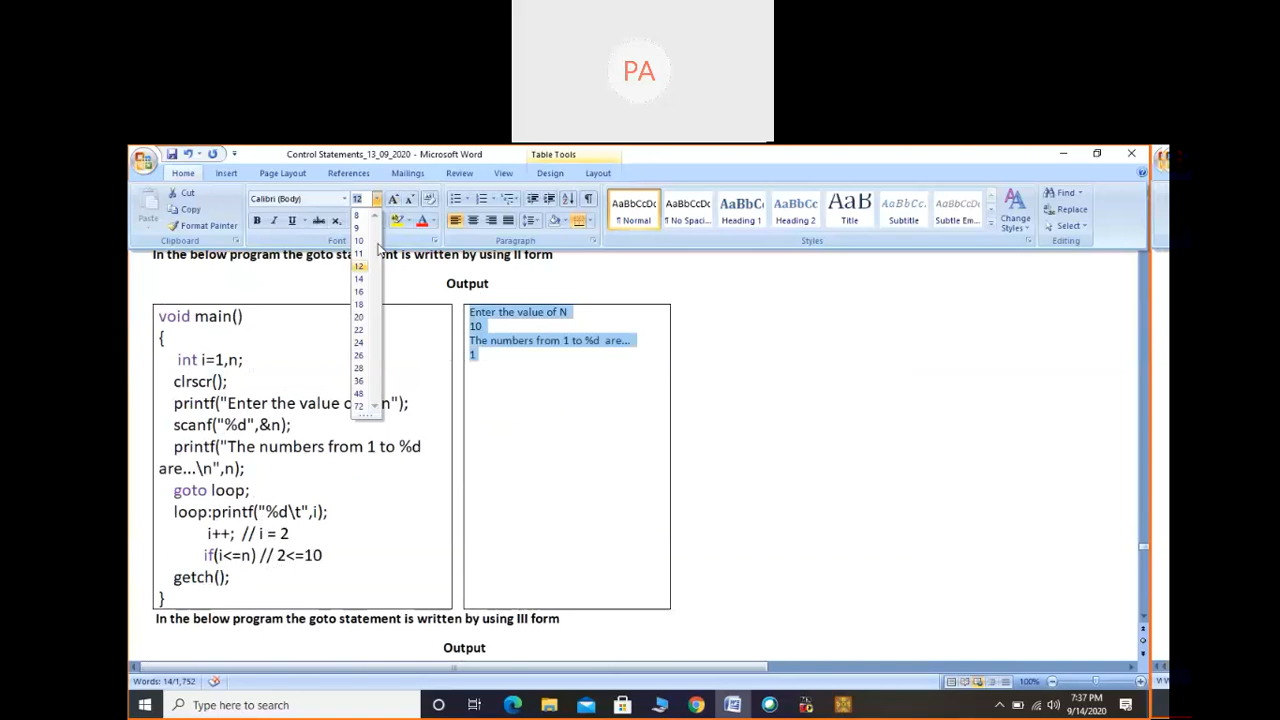 PA
Control Statements_13_09_2020 - Microsoft Word
Table Tools
Home
Insert
Page Layout
References
Mailings
Review
View
Design
Layout
Paste
Cut
Copy
Format Painter
Clipboard
Calibri (Body)
12
B I U abc x₂
Font
Paragraph
AaBbCcDc
¶ Normal
AaBbCcDc
¶ No Spaci...
AaBbC
Heading 1
AaBbCc
Heading 2
AaB
Title
AaBbCc.
Subtitle
AaBbCcDc
Subtle Em...
Change
Styles
Styles
Find
Replace
Select
Editing
8
9
10
11
12
14
16
18
20
22
24
26
28
36
48
72
In the below program the goto statement is written by using II form
Output
void main()
{
int i=1,n;
clrscr();
printf("Enter the value o n");
scanf("%d",&n);
printf("The numbers from 1 to %d
are...\n",n);
goto loop;
loop:printf("%d\t",i);
i++; // i = 2
if(i<=n) // 2<=10
getch();
}
Enter the value of N
10
The numbers from 1 to %d are...
1
In the below program the goto statement is written by using III form
Output
Words: 14/1,752
100%
Type here to search
7:37 PM
9/14/2020